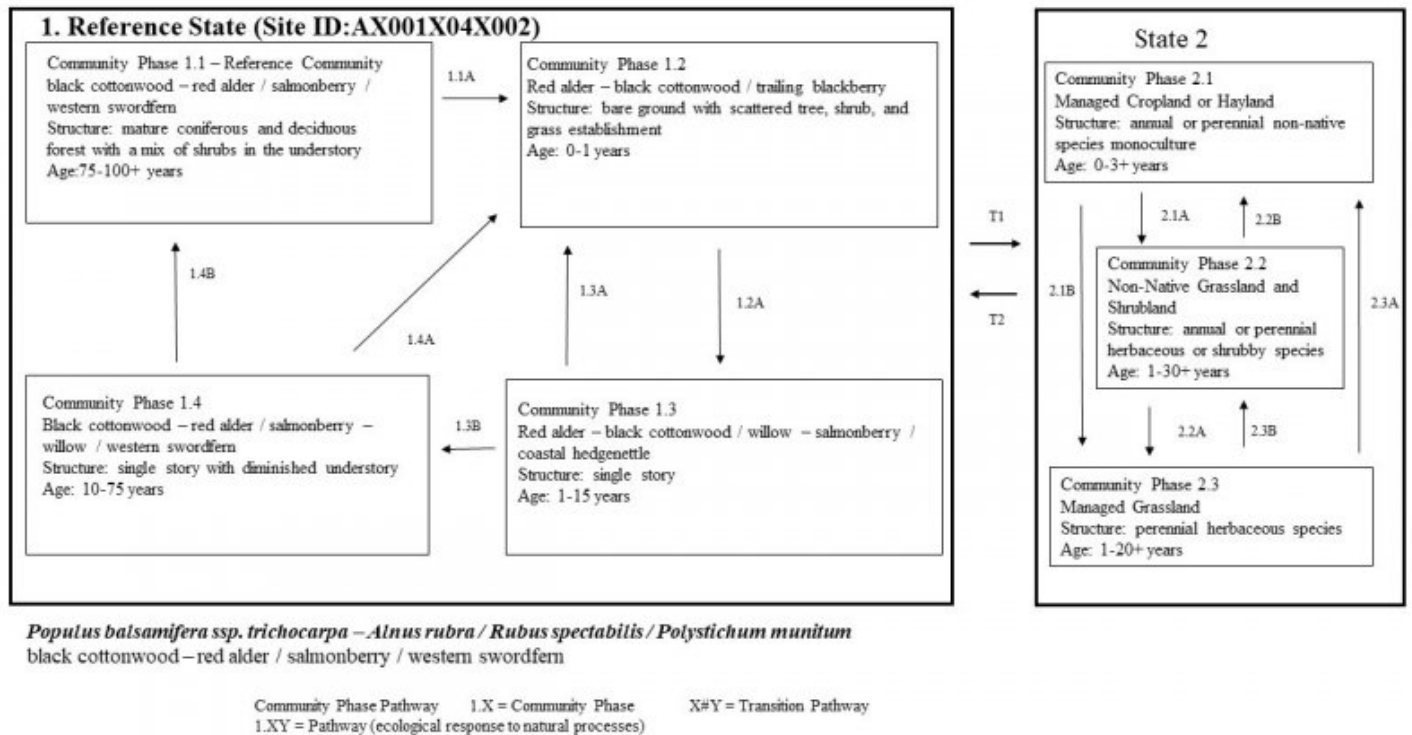 1. Reference State (Site ID:AX001X04X002)
Community Phase 1.1 – Reference Community
black cottonwood – red alder / salmonberry /
western swordfern
Structure: mature coniferous and deciduous
forest with a mix of shrubs in the understory
Age:75-100+ years
1.1A
Community Phase 1.2
Red alder – black cottonwood / trailing blackberry
Structure: bare ground with scattered tree, shrub, and
grass establishment
Age: 0-1 years
1.4B
1.4A
1.3A
1.2A
Community Phase 1.4
Black cottonwood – red alder / salmonberry –
willow / western swordfern
Structure: single story with diminished understory
Age: 10-75 years
1.3B
Community Phase 1.3
Red alder – black cottonwood / willow – salmonberry /
coastal hedgenettle
Structure: single story
Age: 1-15 years
T1
T2
State 2
Community Phase 2.1
Managed Cropland or Hayland
Structure: annual or perennial non-native
species monoculture
Age: 0-3+ years
2.1A
2.2B
2.1B
Community Phase 2.2
Non-Native Grassland and
Shrubland
Structure: annual or perennial
herbaceous or shrubby species
Age: 1-30+ years
2.3A
2.2A
2.3B
Community Phase 2.3
Managed Grassland
Structure: perennial herbaceous species
Age: 1-20+ years
Populus balsamifera ssp. trichocarpa – Alnus rubra / Rubus spectabilis / Polystichum munitum
black cottonwood – red alder / salmonberry / western swordfern
Community Phase Pathway 1.X = Community Phase X#Y = Transition Pathway
1.XY = Pathway (ecological response to natural processes)